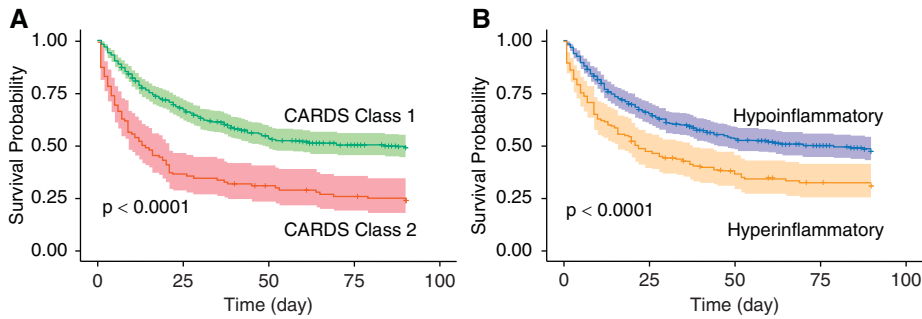 A
Survival Probability
1.00
0.75
0.50
0.25
0.00
CARDS Class 1
p < 0.0001
CARDS Class 2
0 25 50 75 100
Time (day)
B
Survival Probability
1.00
0.75
0.50
0.25
0.00
Hypoinflammatory
p < 0.0001
Hyperinflammatory
0 25 50 75 100
Time (day)